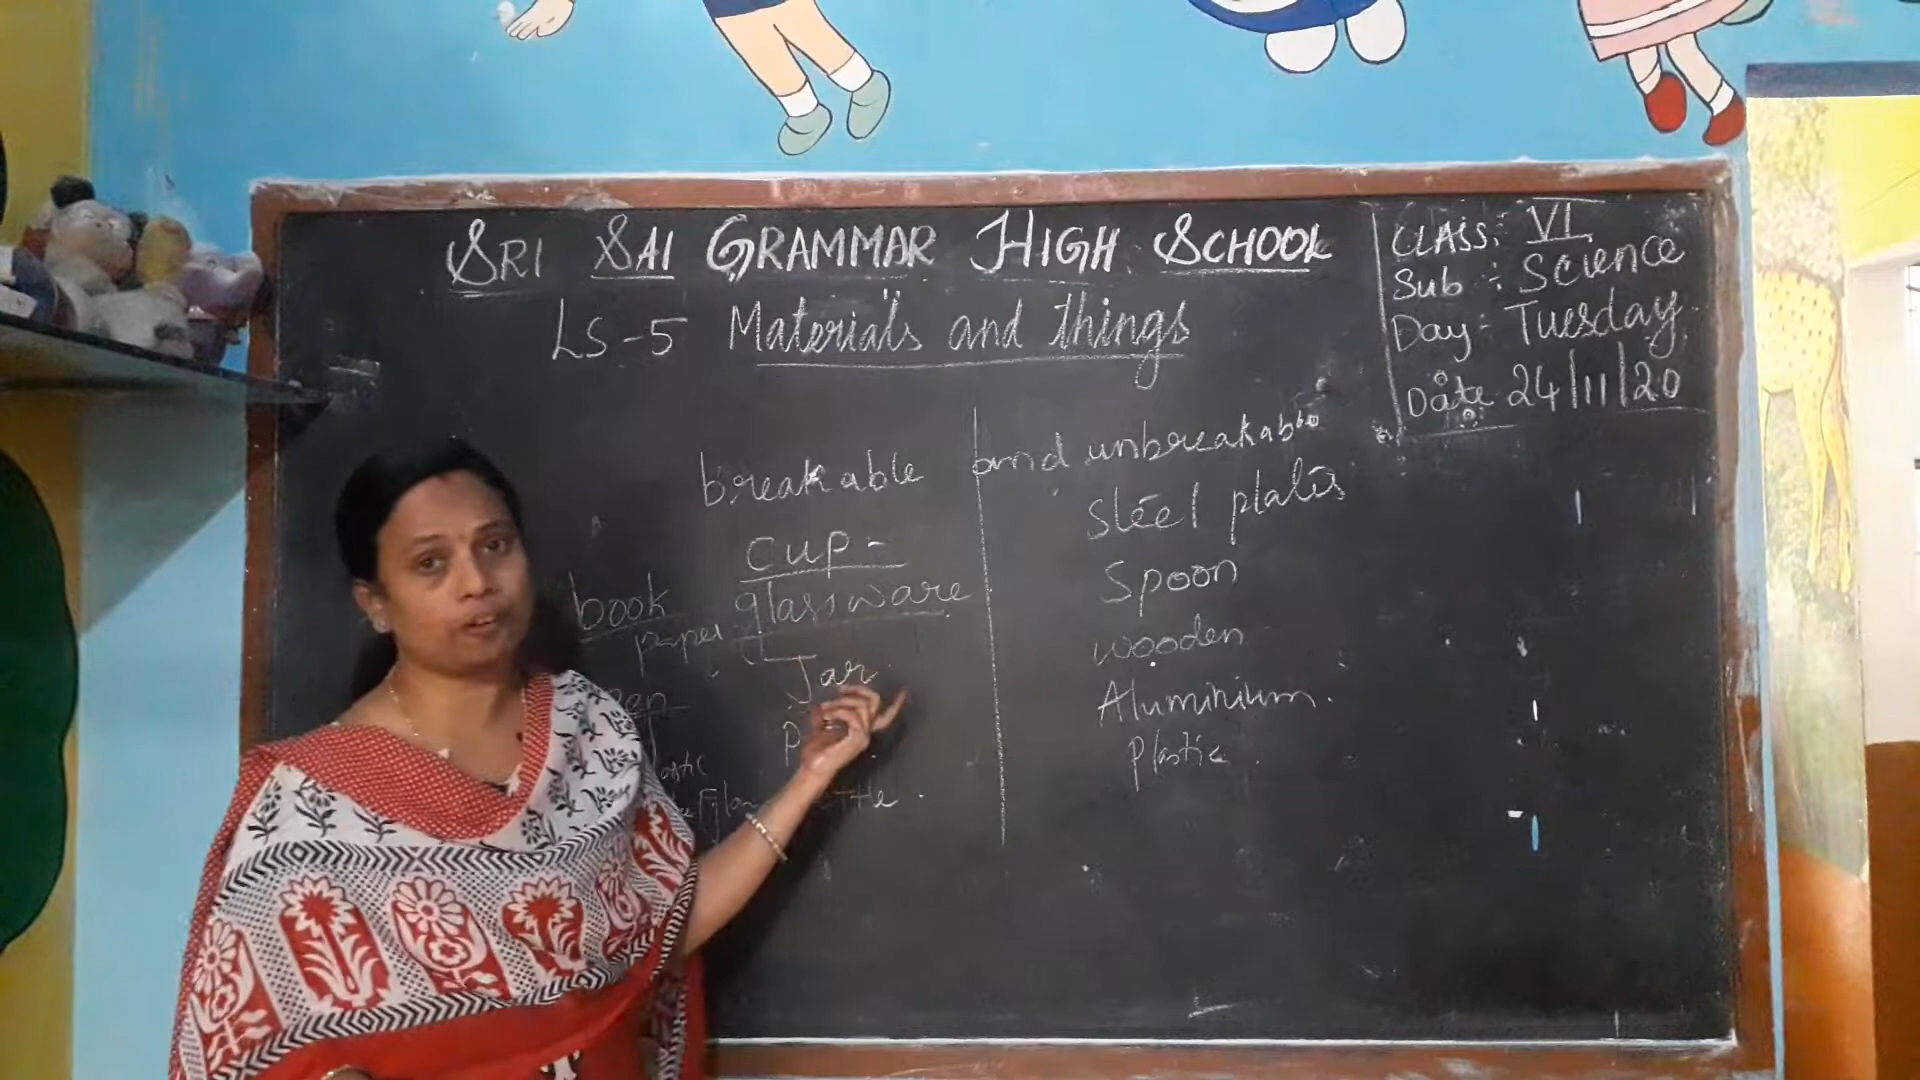 SRI SAI GRAMMAR HIGH SCHOOL
LS-5 Materials and things
CLASS: VI
Sub: Science
Day: Tuesday
Date 24/11/20
breakable and unbreakable
cup -
book glassware
paper
Jar
steel plates
Spoon
wooden
Aluminium.
Plastic